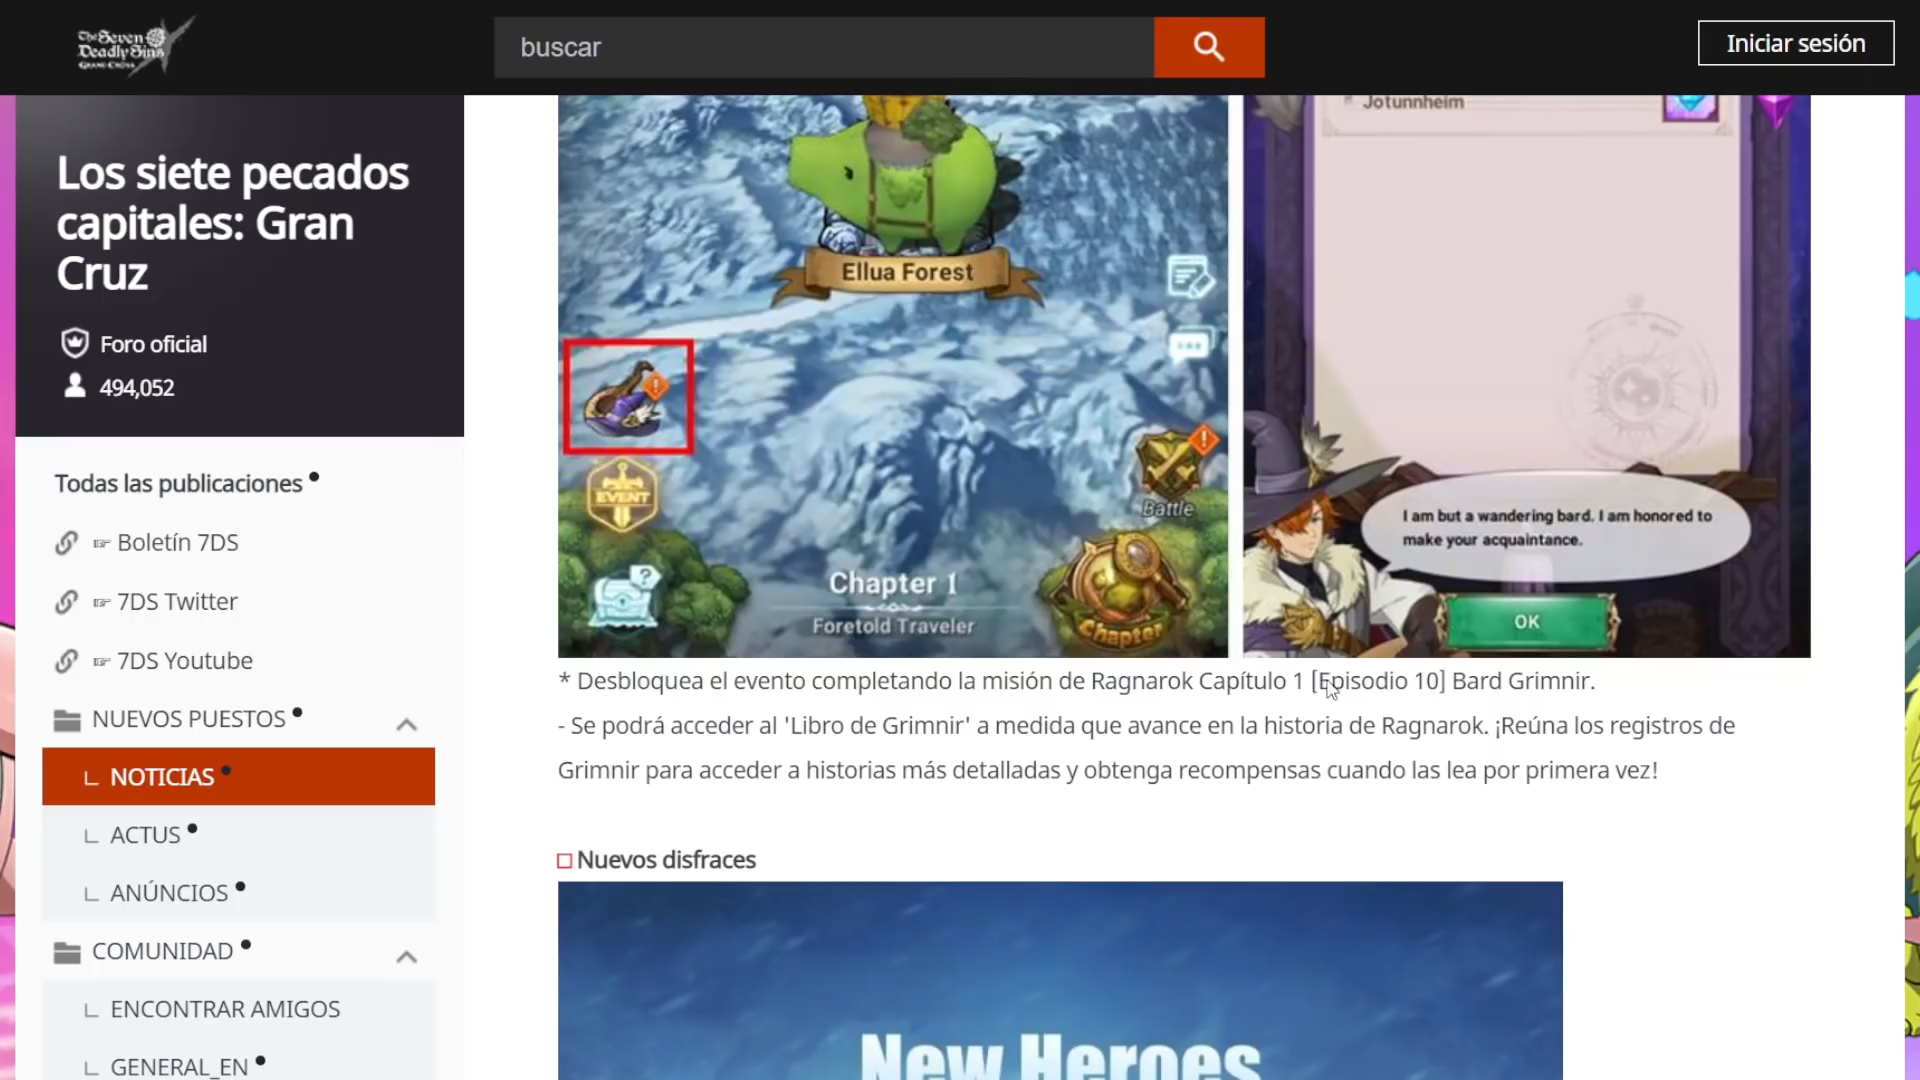 The Seven
Deadly Sins
GRAND CROSS
buscar
Iniciar sesión
Los siete pecados
capitales: Gran
Cruz
Foro oficial
494,052
Todas las publicaciones
☞ Boletín 7DS
☞ 7DS Twitter
☞ 7DS Youtube
NUEVOS PUESTOS
NOTICIAS
ACTUS
ANÚNCIOS
COMUNIDAD
ENCONTRAR AMIGOS
GENERAL_EN
Ellua Forest
EVENT
Battle
Chapter 1
Foretold Traveler
Chapter
Jotunnheim
I am but a wandering bard. I am honored to
make your acquaintance.
OK
* Desbloquea el evento completando la misión de Ragnarok Capítulo 1 [Episodio 10] Bard Grimnir.
- Se podrá acceder al 'Libro de Grimnir' a medida que avance en la historia de Ragnarok. ¡Reúna los registros de
Grimnir para acceder a historias más detalladas y obtenga recompensas cuando las lea por primera vez!
Nuevos disfraces
New Heroes